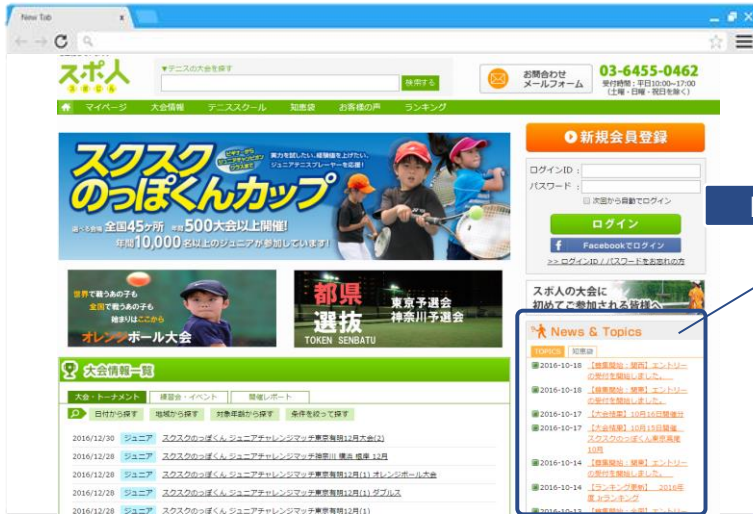 New Tab
x
スポ人
スポじん
▼テニスの大会を探す
検索する
お問合わせ
メールフォーム
03-6455-0462
受付時間：平日10:00～17:00
（土曜・日曜・祝日を除く）
マイページ 大会情報 テニススクール 知恵袋 お客様の声 ランキング
スクスク
のっぽくんカップ
実力を試したい、経験値を上げたい、
ジュニアテニスプレーヤーを応援!
選べる会場 全国45ヶ所 年間500大会以上開催!
年間10,000名以上のジュニアが参加しています!
新規会員登録
ログインID：
パスワード：
次回から自動でログイン
ログイン
f Facebookでログイン
>> ログインID / パスワードをお忘れの方
世界で戦うあの子も
全国で戦うあの子も
始まりはここから
オレンジボール大会
都県
選抜
TOKEN SENBATU
東京予選会
神奈川予選会
スポ人の大会に
初めてご参加される皆様へ
News & Topics
TOPICS 知恵袋
2016-10-18 【募集開始：関西】エントリー
の受付を開始しました。
2016-10-18 【募集開始：関東】エントリー
の受付を開始しました。
2016-10-17 【大会結果】10月16日開催分
2016-10-17 【大会結果】10月15日開催
スクスクのっぽくん東京高尾
10月
2016-10-14 【募集開始：関東】エントリー
の受付を開始しました。
2016-10-14 【ランキング更新】 2016年
度 Jrランキング
2016-10-13
大会情報一覧
大会・トーナメント 練習会・イベント 開催レポート
日付から探す 地域から探す 対象年齢から探す 条件を絞って探す
2016/12/30 ジュニア スクスクのっぽくん ジュニアチャレンジマッチ東京有明12月大会(2)
2016/12/28 ジュニア スクスクのっぽくん ジュニアチャレンジマッチ神奈川 横浜 根岸 12月
2016/12/28 ジュニア スクスクのっぽくん ジュニアチャレンジマッチ東京有明12月(1) オレンジボール大会
2016/12/28 ジュニア スクスクのっぽくん ジュニアチャレンジマッチ東京有明12月(1) ダブルス
2016/12/28 ジュニア スクスクのっぽくん ジュニアチャレンジマッチ東京有明12月(1)